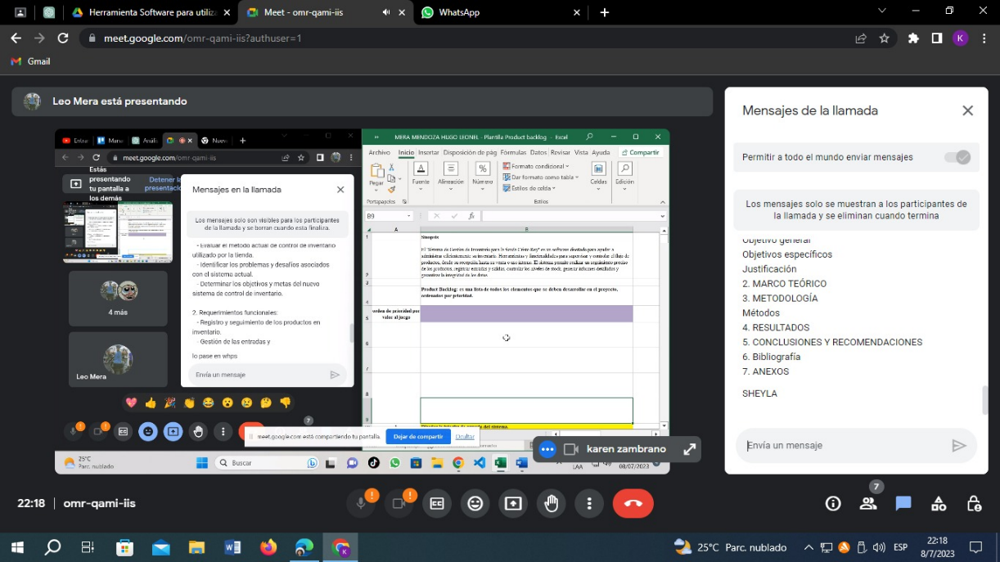 Herramienta Software para utiliza
Meet - omr-qami-iis
WhatsApp
meet.google.com/omr-qami-iis?authuser=1
K
Gmail
Leo Mera está presentando
Entrar
Nuev
meet.google.com/omr-qami-iis
Estás
presentando
tu pantalla a
los demás
Detener la
presentación
4 más
Leo Mera
Mensajes en la llamada
Los mensajes solo son visibles para los participantes
de la llamada y se borran cuando esta finaliza.
- Evaluar el método actual de control de inventario
utilizado por la tienda.
- Identificar los problemas y desafíos asociados
con el sistema actual.
- Determinar los objetivos y metas del nuevo
sistema de control de inventario.
2. Requerimientos funcionales:
- Registro y seguimiento de los productos en
inventario.
- Gestión de las entradas y
lo pase en whps
Envía un mensaje
MERA MENDOZA HUGO LEONEL - Plantilla Product backlog - Excel
Archivo Inicio Insertar Disposición de pág Fórmulas Datos Revisar Vista Ayuda Compartir
Pegar
Portapapeles
Fuente
Alineación
Número
Formato condicional
Dar formato como tabla
Estilos de celda
Estilos
Celdas
Edición
B9
fx
A B
1
2
3
4
5
6
7
8
9
Sinopsis
El "Sistema de Gestión de Inventario para la tienda Cristo Rey" es un software diseñado para ayudar a
administrar eficientemente su inventario. Herramientas y funcionalidades para supervisar y controlar el flujo de
productos, desde su recepción hasta su venta o uso interno. El sistema permite realizar un seguimiento preciso
de los productos, registrar entradas y salidas, controlar los niveles de stock, generar informes detallados y
garantizar la integridad de los datos.
Product Backlog: es una lista de todos los elementos que se deben desarrollar en el proyecto,
ordenados por prioridad.
orden de prioridad por
valor al juego
7
meet.google.com está compartiendo tu pantalla.
Dejar de compartir
Ocultar
karen zambrano
25°C
Parc. nublado
Buscar
LAA
08/07/2023
Mensajes de la llamada
Permitir a todo el mundo enviar mensajes
Los mensajes solo se muestran a los participantes de
la llamada y se eliminan cuando termina
Objetivo general
Objetivos específicos
Justificación
2. MARCO TEÓRICO
3. METODOLOGÍA
Métodos
4. RESULTADOS
5. CONCLUSIONES Y RECOMENDACIONES
6. Bibliografía
7. ANEXOS
SHEYLA
Envía un mensaje
22:18 omr-qami-iis
7
25°C Parc. nublado
ESP
22:18
8/7/2023